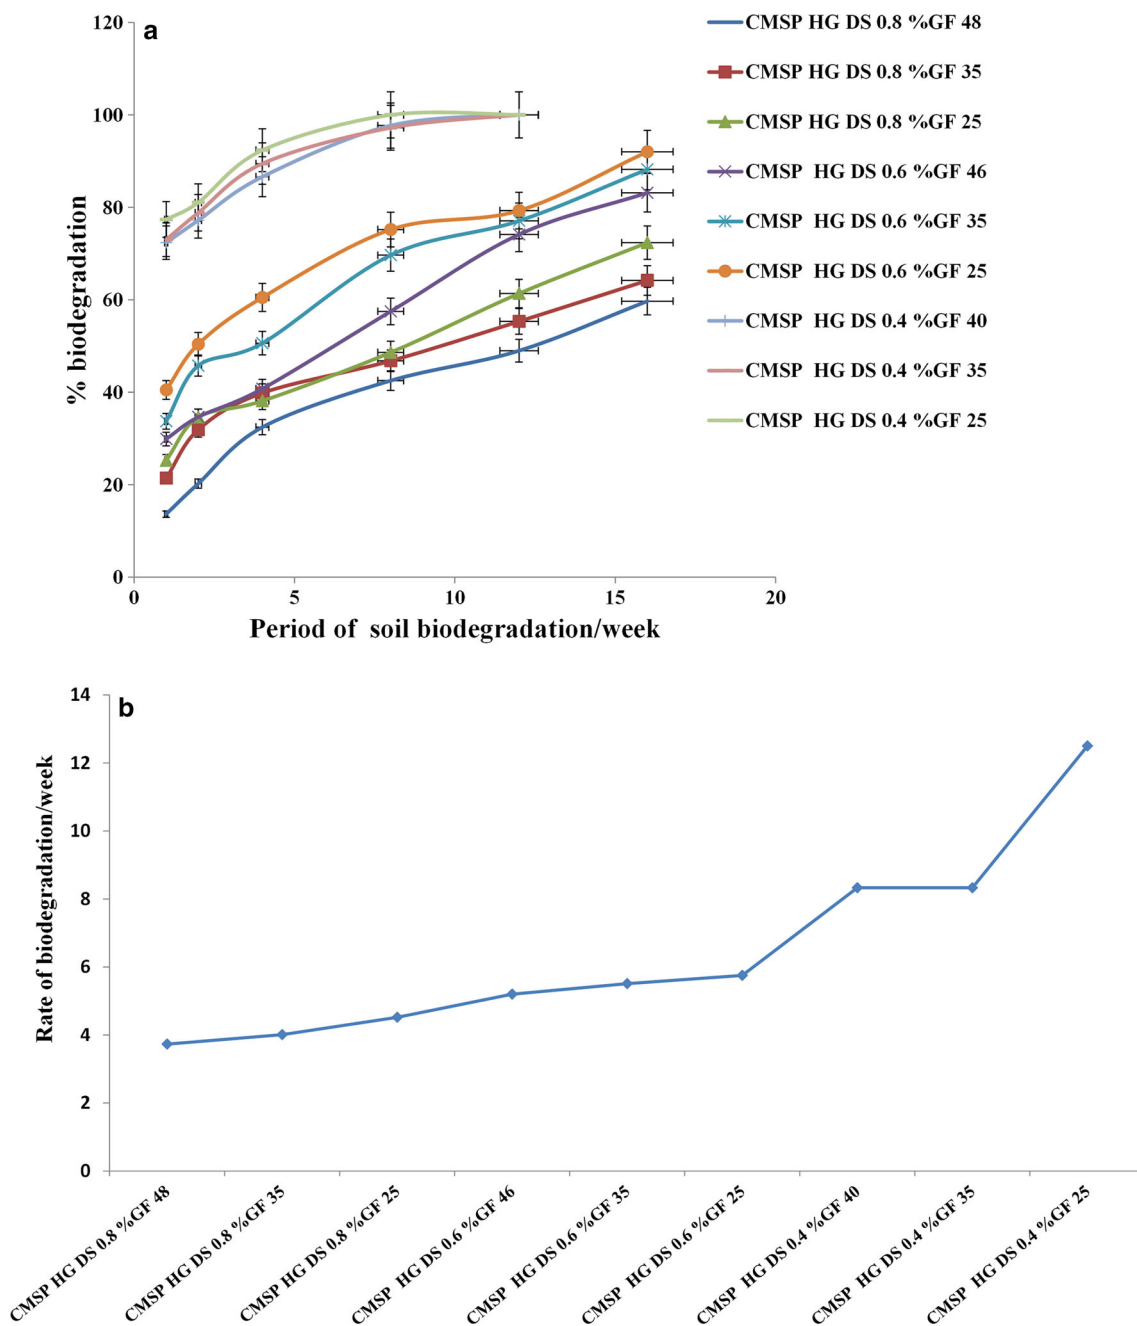 a
120
100
80
60
40
20
0
0 5 10 15 20
% biodegradation
Period of soil biodegradation/week
CMSP HG DS 0.8 %GF 48
CMSP HG DS 0.8 %GF 35
CMSP HG DS 0.8 %GF 25
CMSP HG DS 0.6 %GF 46
CMSP HG DS 0.6 %GF 35
CMSP HG DS 0.6 %GF 25
CMSP HG DS 0.4 %GF 40
CMSP HG DS 0.4 %GF 35
CMSP HG DS 0.4 %GF 25
b
14
12
10
8
6
4
2
0
Rate of biodegradation/week
CMSP HG DS 0.8 %GF 48
CMSP HG DS 0.8 %GF 35
CMSP HG DS 0.8 %GF 25
CMSP HG DS 0.6 %GF 46
CMSP HG DS 0.6 %GF 35
CMSP HG DS 0.6 %GF 25
CMSP HG DS 0.4 %GF 40
CMSP HG DS 0.4 %GF 35
CMSP HG DS 0.4 %GF 25